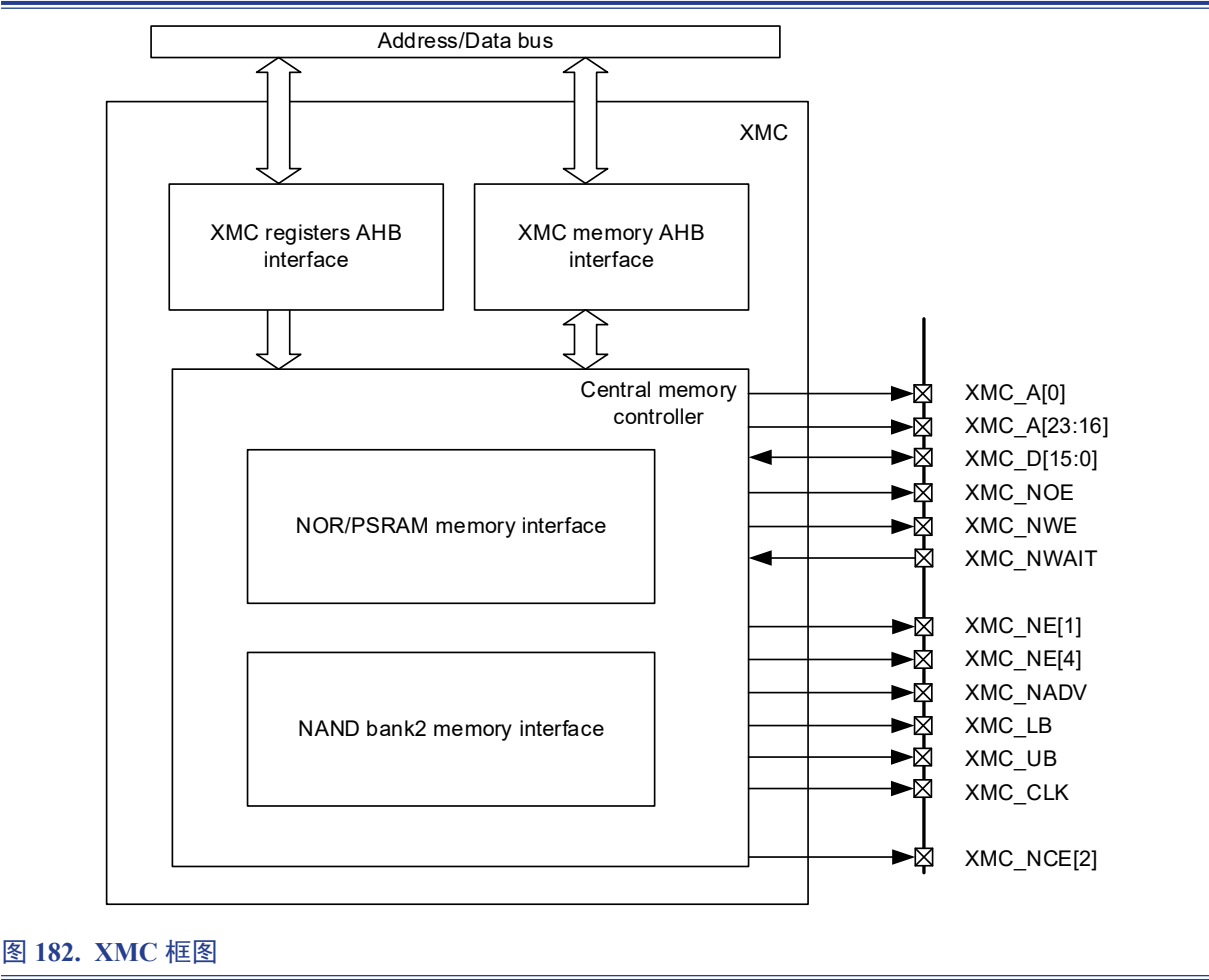 Address/Data bus
XMC
XMC registers AHB
interface
XMC memory AHB
interface
Central memory
controller
NOR/PSRAM memory interface
NAND bank2 memory interface
XMC_A[0]
XMC_A[23:16]
XMC_D[15:0]
XMC_NOE
XMC_NWE
XMC_NWAIT
XMC_NE[1]
XMC_NE[4]
XMC_NADV
XMC_LB
XMC_UB
XMC_CLK
XMC_NCE[2]
图 182. XMC 框图